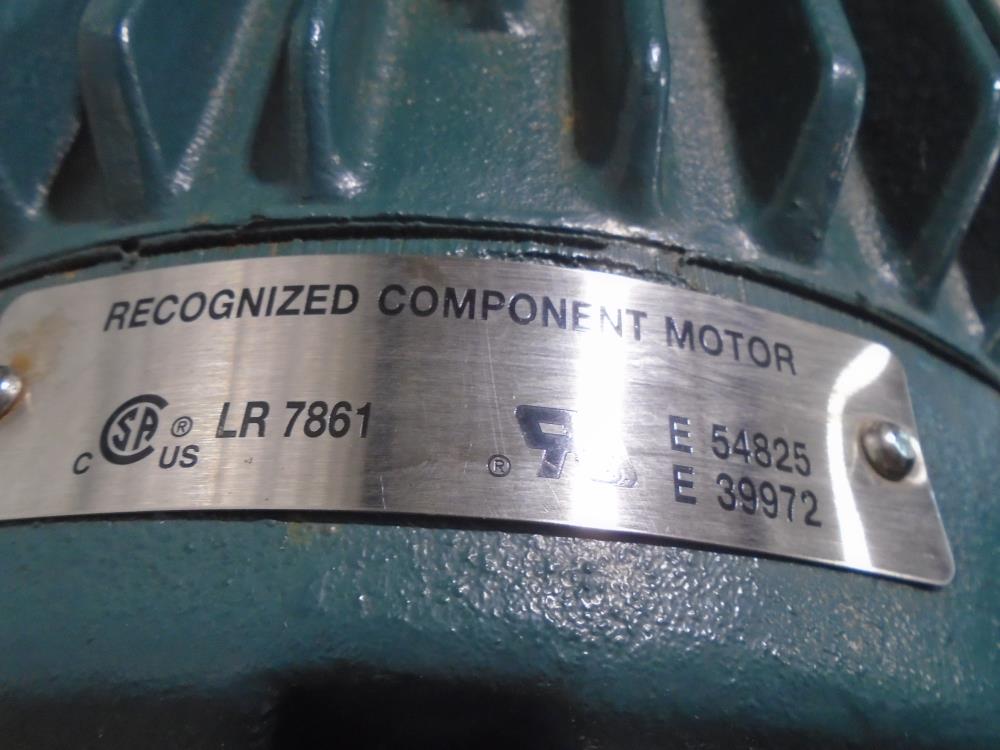 RECOGNIZED COMPONENT MOTOR
C SA ® US LR 7861
® E 54825
E 39972